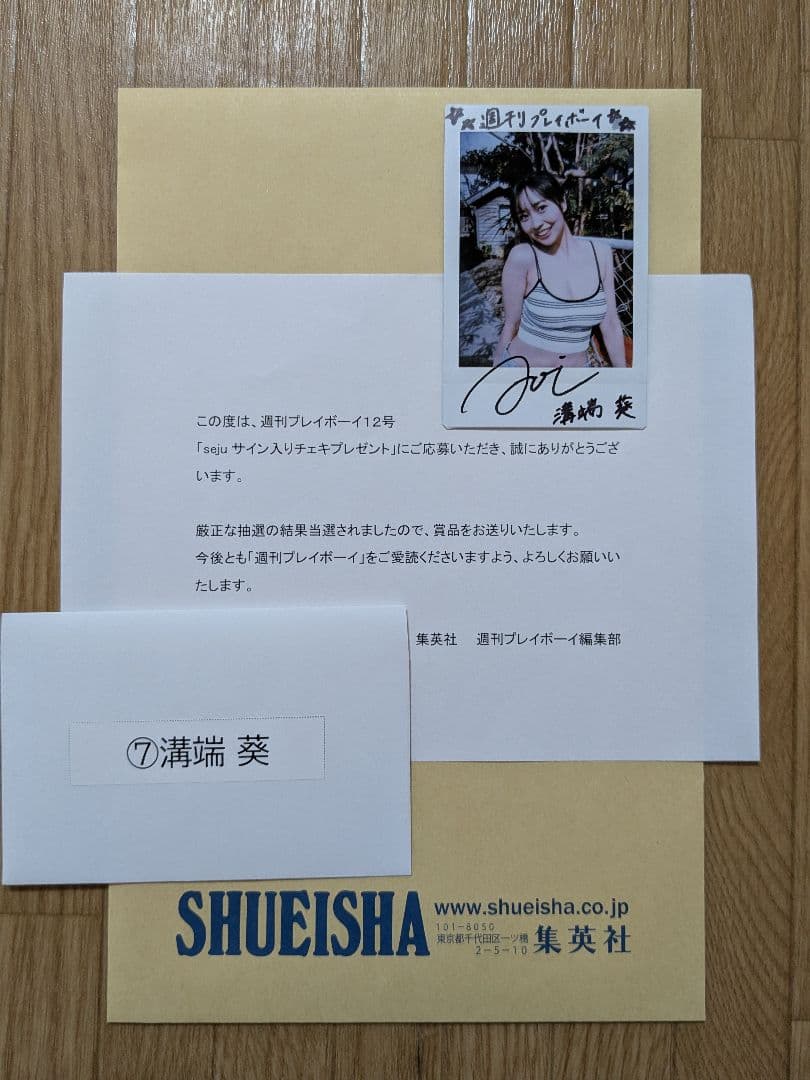 週刊プレイボーイ
Aoi
溝端 葵
この度は、週刊プレイボーイ12号
「seju サイン入りチェキプレゼント」にご応募いただき、誠にありがとうござ
います。
厳正な抽選の結果当選されましたので、賞品をお送りいたします。
今後とも「週刊プレイボーイ」をご愛読くださいますよう、よろしくお願いい
たします。
集英社 週刊プレイボーイ編集部
⑦溝端 葵
SHUEISHA
www.shueisha.co.jp
101-8050
東京都千代田区一ツ橋
2-5-10
集英社